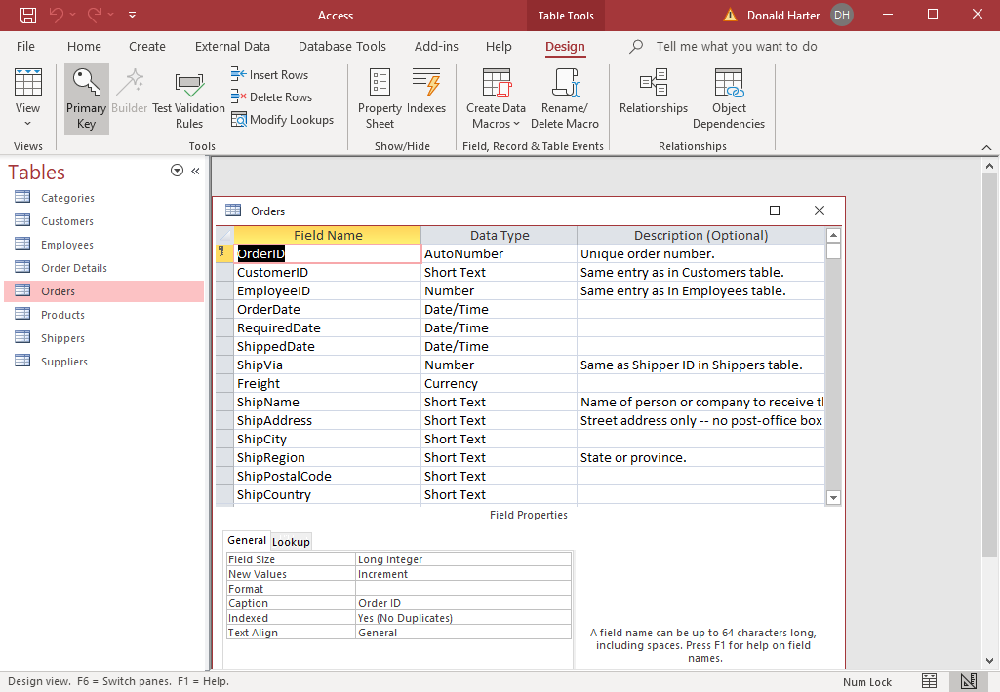 Access
Table Tools
Donald Harter
DH
File Home Create External Data Database Tools Add-ins Help Design Tell me what you want to do
View
Primary Key
Builder
Test Validation Rules
Insert Rows
Delete Rows
Modify Lookups
Property Sheet
Indexes
Create Data Macros
Rename/ Delete Macro
Relationships
Object Dependencies
Views Tools Show/Hide Field, Record & Table Events Relationships
Tables
Categories
Customers
Employees
Order Details
Orders
Products
Shippers
Suppliers
Orders
Field Name Data Type Description (Optional)
OrderID AutoNumber Unique order number.
CustomerID Short Text Same entry as in Customers table.
EmployeeID Number Same entry as in Employees table.
OrderDate Date/Time
RequiredDate Date/Time
ShippedDate Date/Time
ShipVia Number Same as Shipper ID in Shippers table.
Freight Currency
ShipName Short Text Name of person or company to receive
ShipAddress Short Text Street address only -- no post-office box
ShipCity Short Text
ShipRegion Short Text State or province.
ShipPostalCode Short Text
ShipCountry Short Text
Field Properties
General Lookup
Field Size Long Integer
New Values Increment
Format
Caption Order ID
Indexed Yes (No Duplicates)
Text Align General
A field name can be up to 64 characters long,
including spaces. Press F1 for help on field
names.
Design view. F6 = Switch panes. F1 = Help.
Num Lock